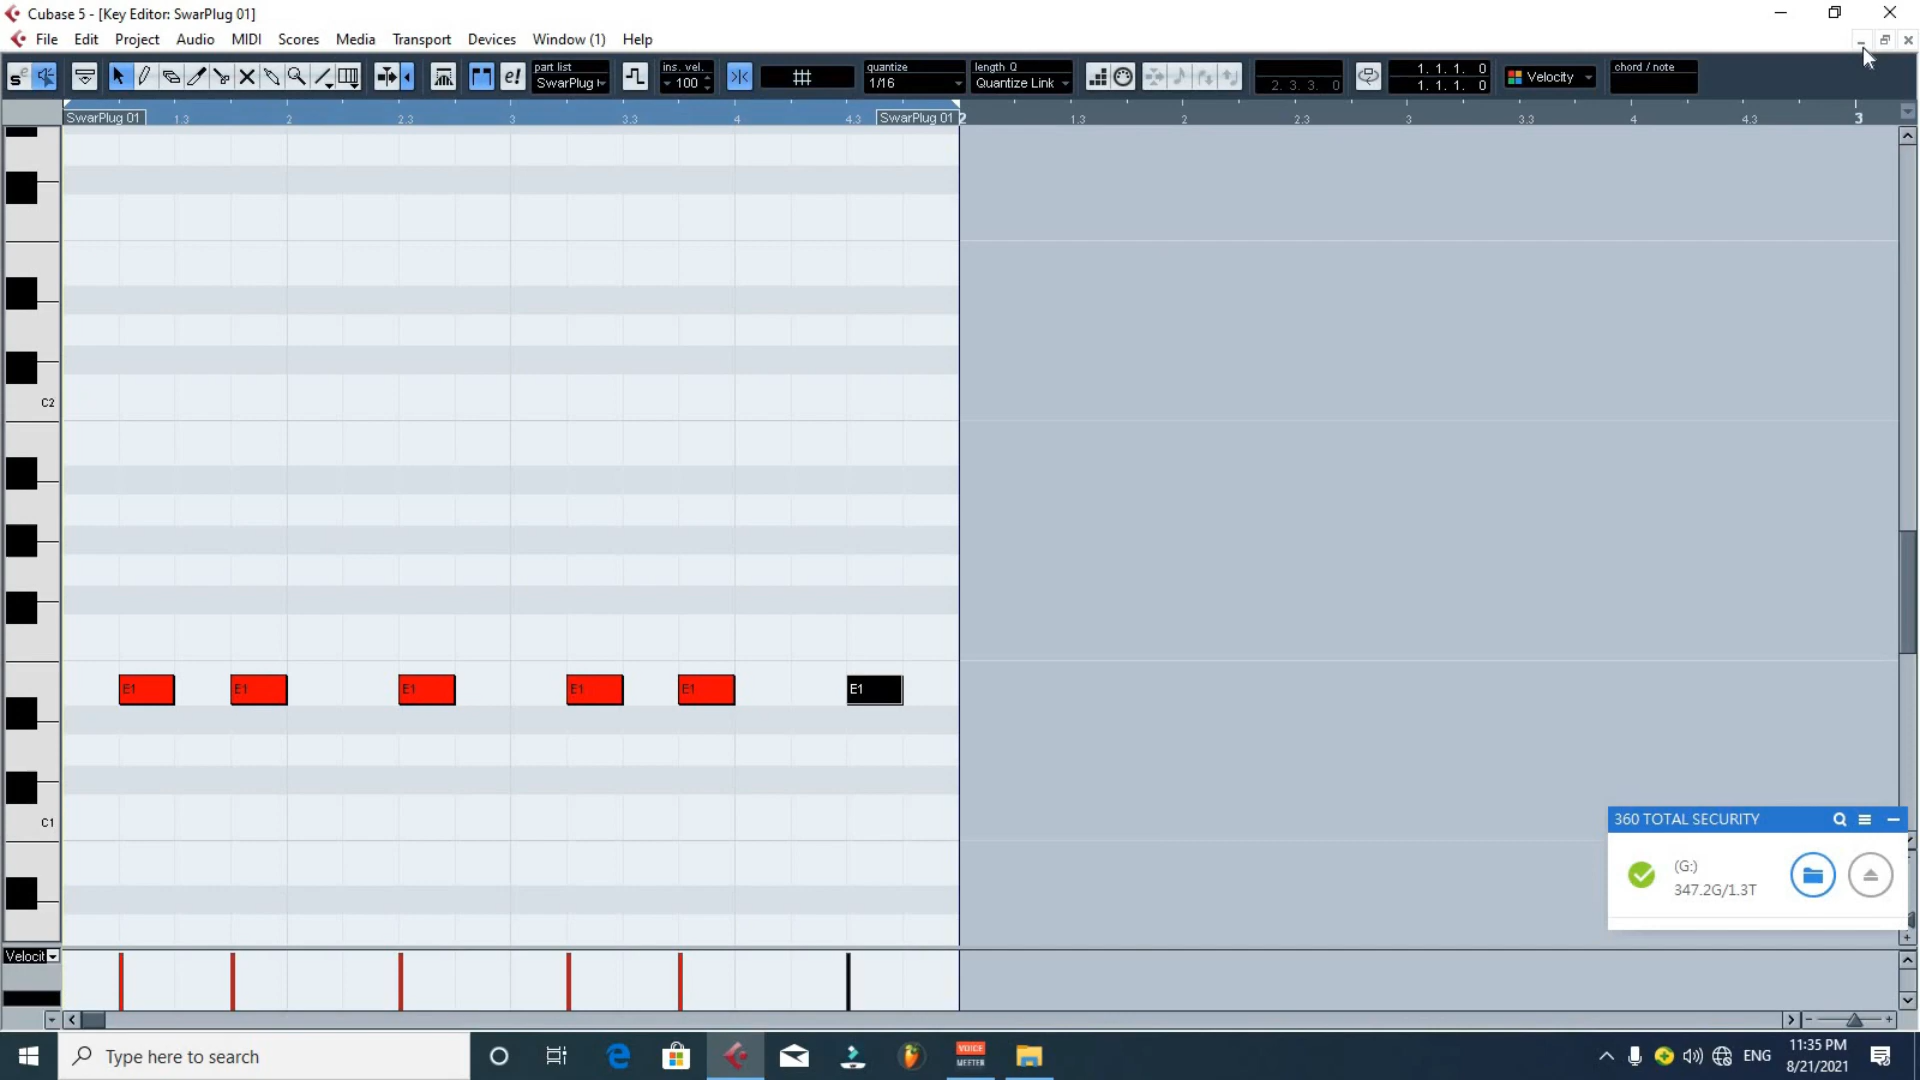 Cubase 5 - [Key Editor: SwarPlug 01]
File Edit Project Audio MIDI Scores Media Transport Devices Window (1) Help
part list
SwarPlug
ins. vel.
100
quantize
1/16
length Q
Quantize Link
2. 3. 3. 0
1. 1. 1. 0
1. 1. 1. 0
Velocity
chord / note
SwarPlug 01 1.3 2 2.3 3 3.3 4 4.3 SwarPlug 01 2 1.3 2 2.3 3 3.3 4 4.3 3
C2
E1 E1 E1 E1 E1 E1
C1
360 TOTAL SECURITY
(G:)
347.2G/1.3T
Velocit
Type here to search
VOICE
MEETER
ENG
11:35 PM
8/21/2021